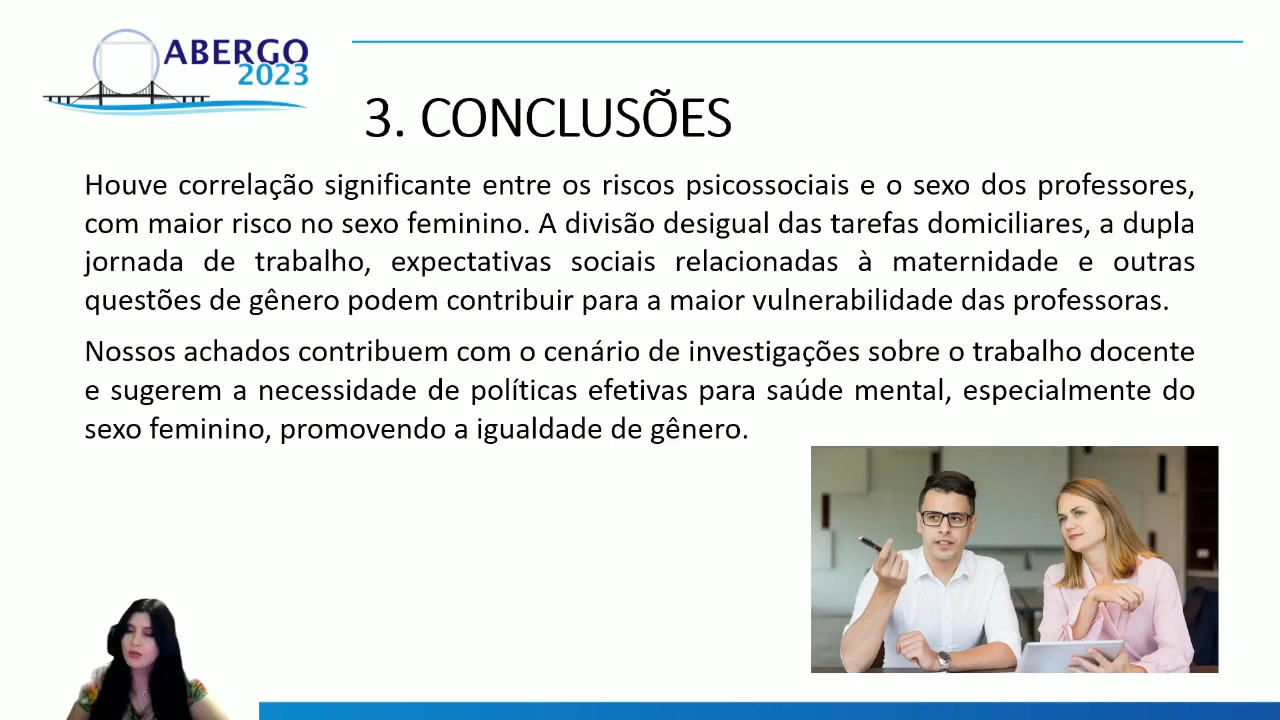 ABERGO
2023
3. CONCLUSÕES
Houve correlação significante entre os riscos psicossociais e o sexo dos professores,
com maior risco no sexo feminino. A divisão desigual das tarefas domiciliares, a dupla
jornada de trabalho, expectativas sociais relacionadas à maternidade e outras
questões de gênero podem contribuir para a maior vulnerabilidade das professoras.
Nossos achados contribuem com o cenário de investigações sobre o trabalho docente
e sugerem a necessidade de políticas efetivas para saúde mental, especialmente do
sexo feminino, promovendo a igualdade de gênero.